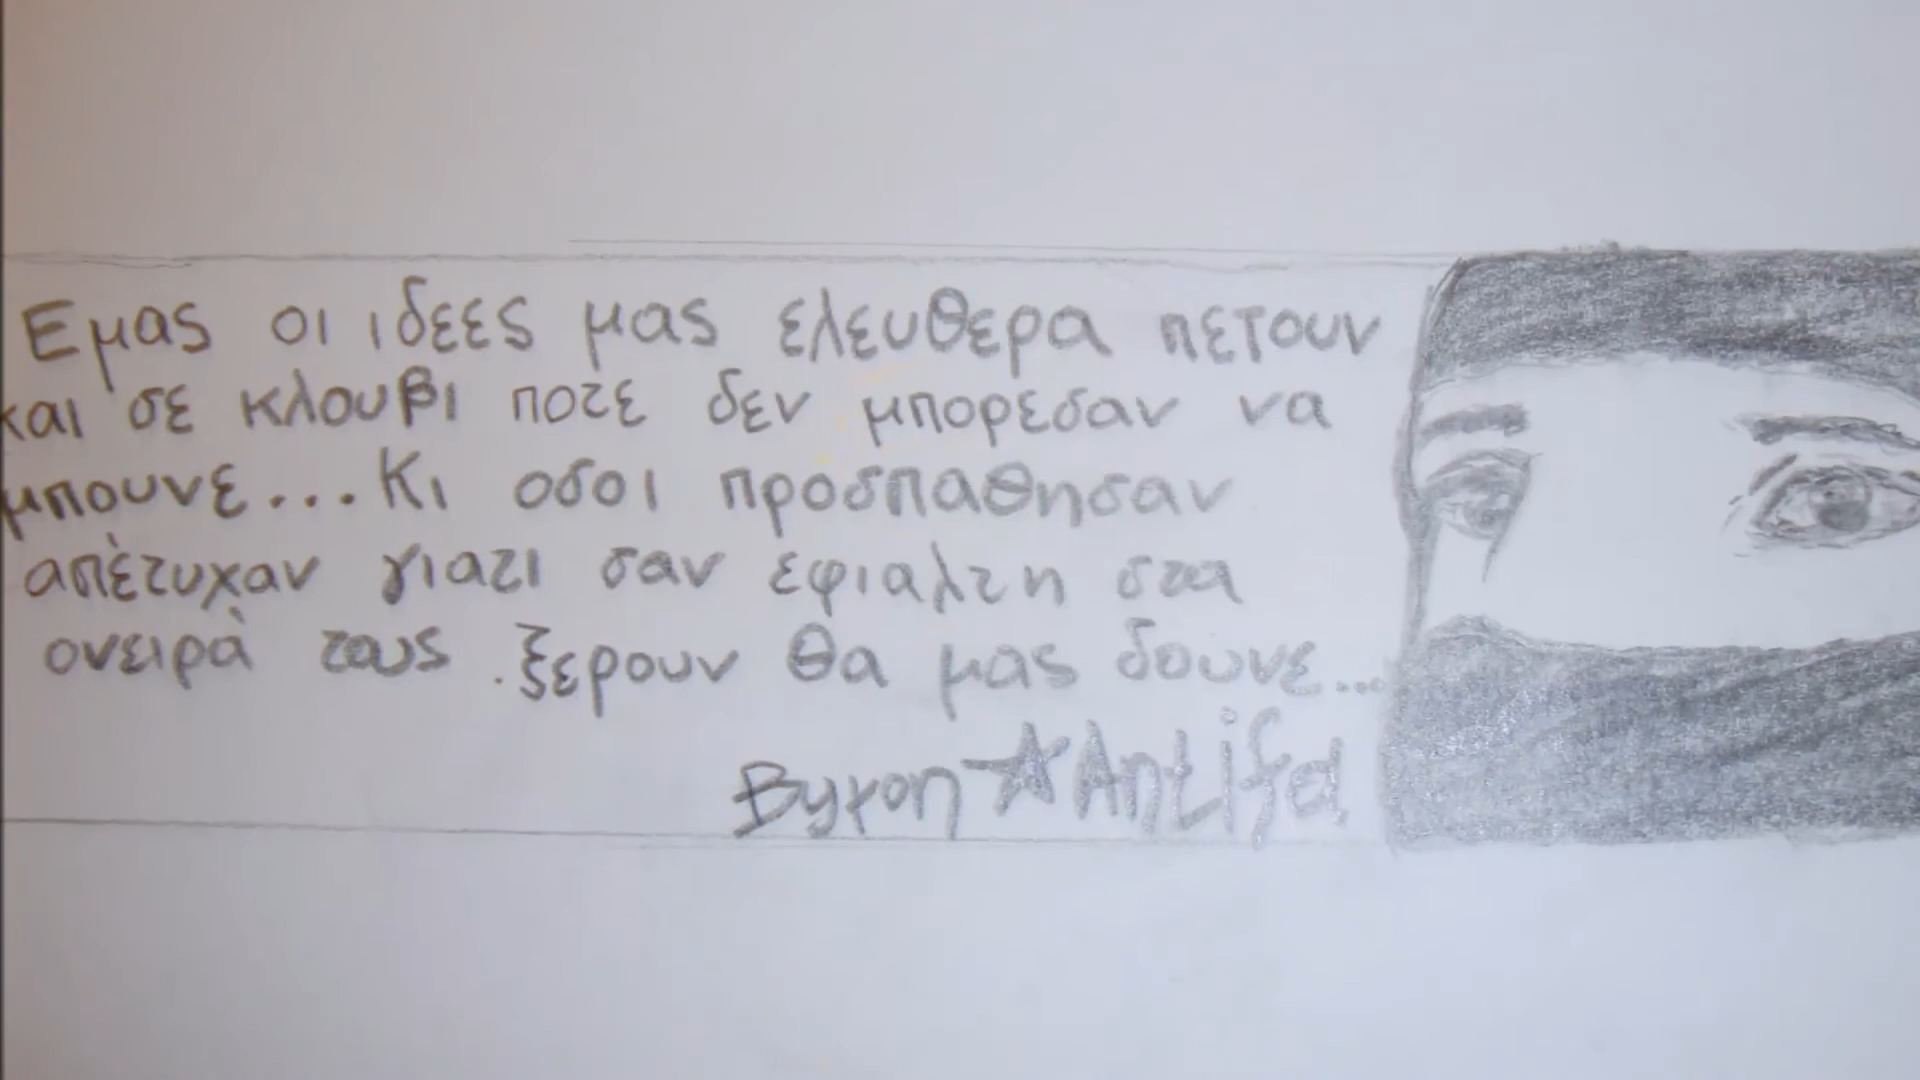 Εμας οι ιδεες μας ελευθερα πετουν
και σε κλουβι ποτε δεν μπορεσαν να
μπουνε...Κι οσοι προσπαθησαν
απέτυχαν γιατι σαν εφιαλτη στα
ονειρά τους .ξερουν θα μας δουνε...
Byron★Antifa